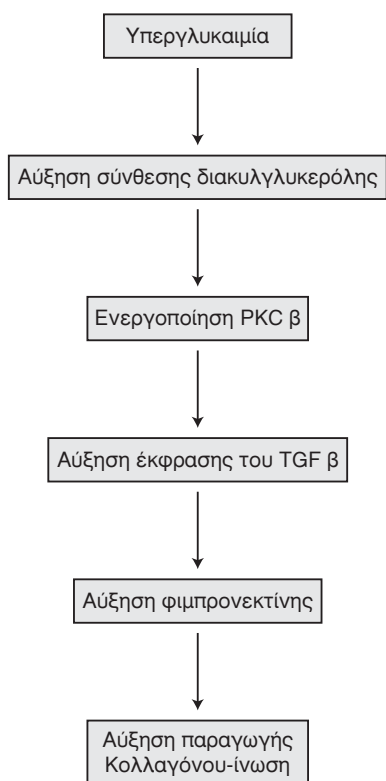 Υπεργλυκαιμία
Αύξηση σύνθεσης διακυλγλυκερόλης
Ενεργοποίηση PKC β
Αύξηση έκφρασης του TGF β
Αύξηση φιμπρονεκτίνης
Αύξηση παραγωγής
Κολλαγόνου-ίνωση